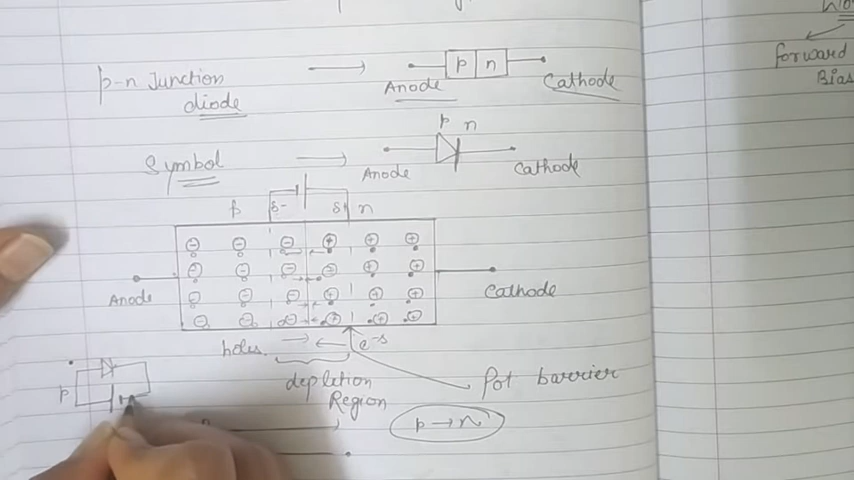 p-n Junction diode
p n
Anode
Cathode
Symbol
p n
Anode
Cathode
p δ- δ+ n
Anode
Cathode
holes
e-s
depletion
Region
Pot barrier
p → n
p
forward
Bias